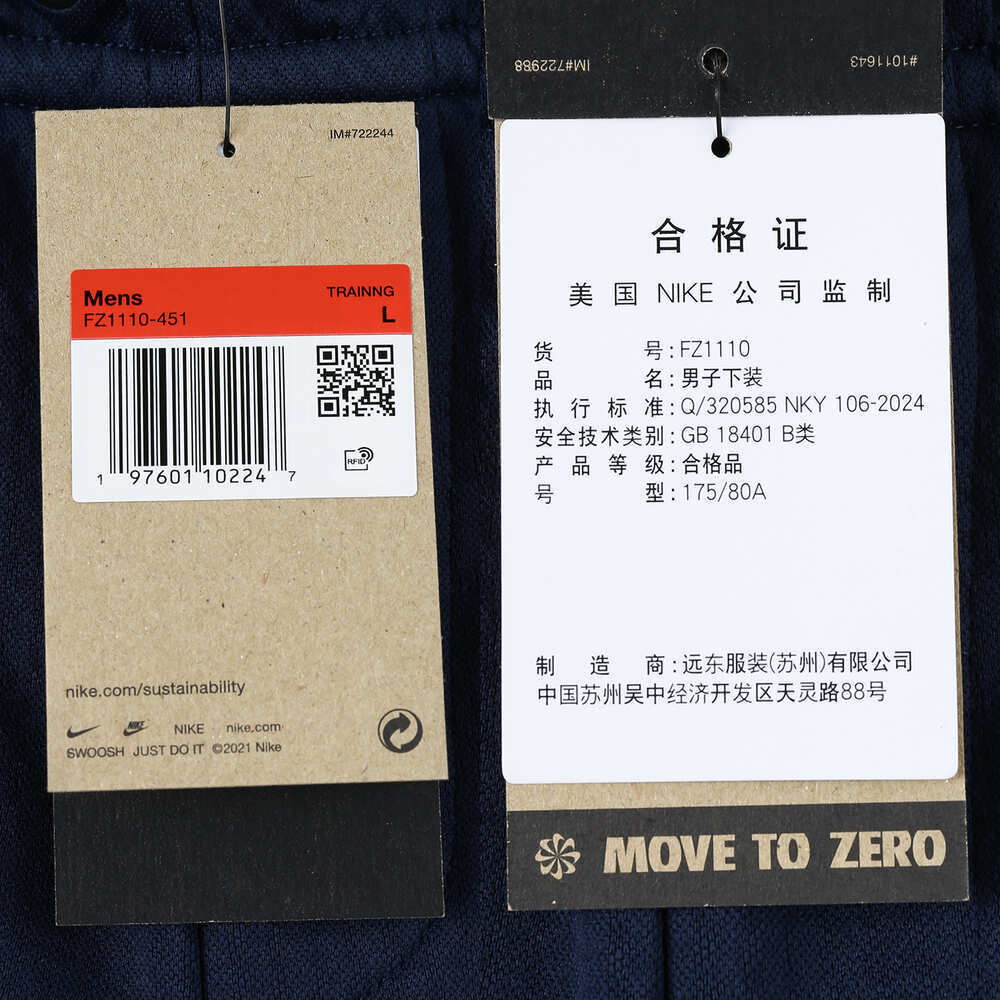 IM#722244
Mens
TRAINNG
FZ1110-451
L
1 97601 10224 7
RFID
nike.com/sustainability
NIKE nike.com
SWOOSH JUST DO IT ©2021 Nike
IM#722988
#1011643
合格证
美国 NIKE 公司监制
货号:FZ1110
品名:男子下装
执行标准:Q/320585 NKY 106-2024
安全技术类别:GB 18401 B类
产品等级:合格品
号型:175/80A
制造商:远东服装(苏州)有限公司
中国苏州吴中经济开发区天灵路88号
MOVE TO ZERO